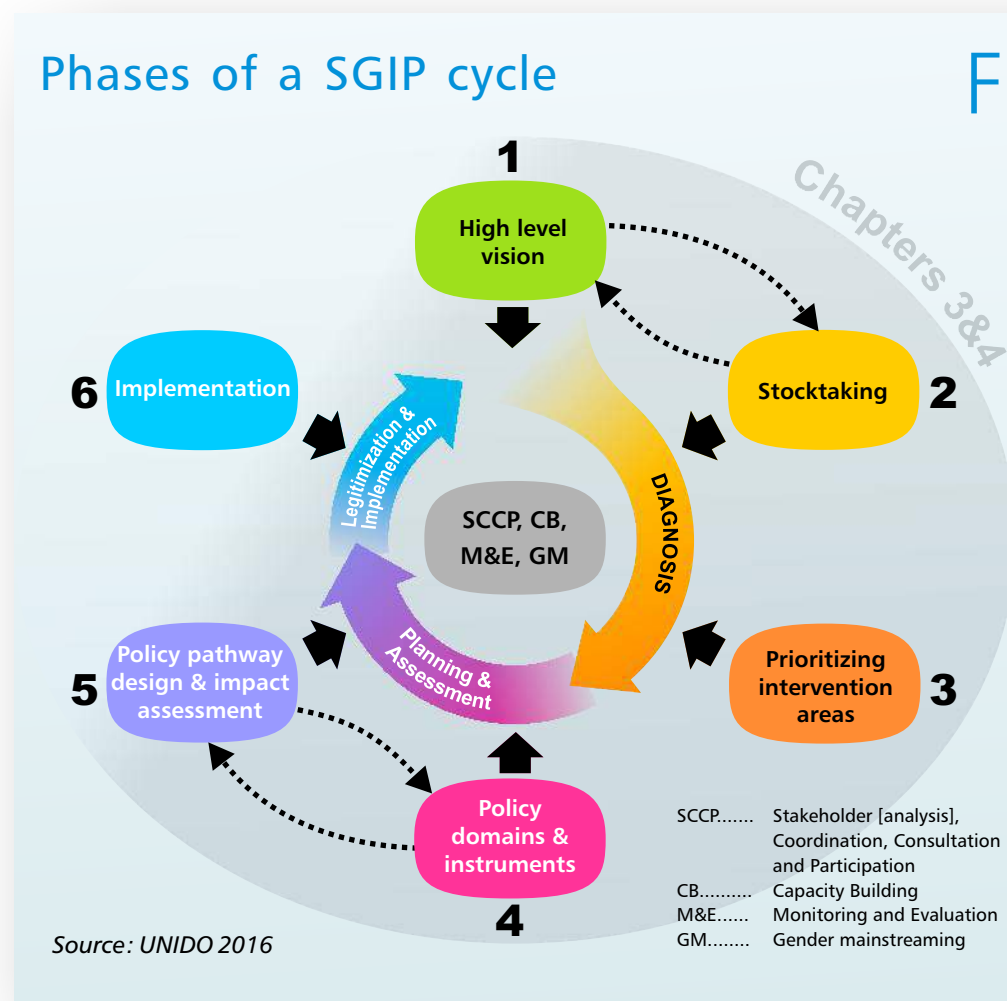 Phases of a SGIP cycle
F
Chapters 3&4
1
High level
vision
2
Stocktaking
3
Prioritizing
intervention
areas
4
Policy
domains &
instruments
5
Policy pathway
design & impact
assessment
6
Implementation
DIAGNOSIS
Planning &
Assessment
Legitimization &
Implementation
SCCP, CB,
M&E, GM
SCCP....... Stakeholder [analysis],
Coordination, Consultation
and Participation
CB.......... Capacity Building
M&E...... Monitoring and Evaluation
GM........ Gender mainstreaming
Source: UNIDO 2016